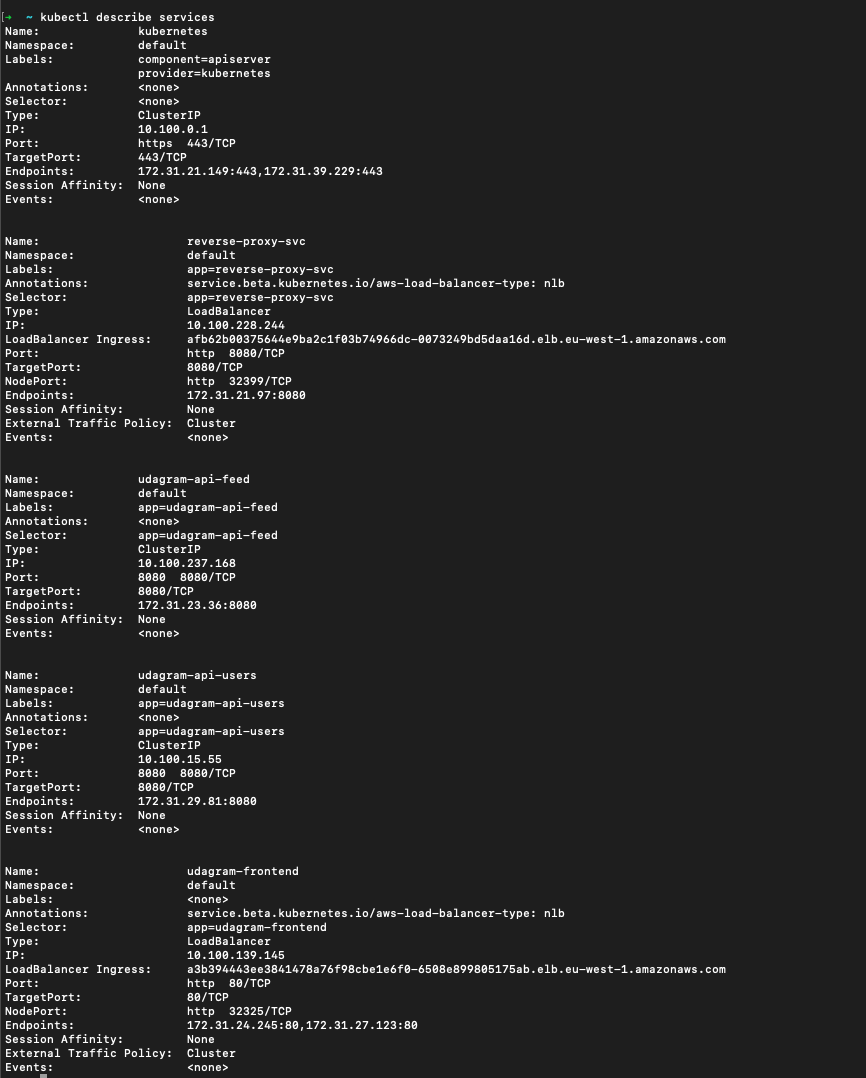 [➜  ~ kubectl describe services
Name:              kubernetes
Namespace:         default
Labels:            component=apiserver
                   provider=kubernetes
Annotations:       <none>
Selector:          <none>
Type:              ClusterIP
IP:                10.100.0.1
Port:              https  443/TCP
TargetPort:        443/TCP
Endpoints:         172.31.21.149:443,172.31.39.229:443
Session Affinity:  None
Events:            <none>

Name:                     reverse-proxy-svc
Namespace:                default
Labels:                   app=reverse-proxy-svc
Annotations:              service.beta.kubernetes.io/aws-load-balancer-type: nlb
Selector:                 app=reverse-proxy-svc
Type:                     LoadBalancer
IP:                       10.100.228.244
LoadBalancer Ingress:     afb62b00375644e9ba2c1f03b74966dc-0073249bd5daa16d.elb.eu-west-1.amazonaws.com
Port:                     http  8080/TCP
TargetPort:               8080/TCP
NodePort:                 http  32399/TCP
Endpoints:                172.31.21.97:8080
Session Affinity:         None
External Traffic Policy:  Cluster
Events:                   <none>

Name:              udagram-api-feed
Namespace:         default
Labels:            app=udagram-api-feed
Annotations:       <none>
Selector:          app=udagram-api-feed
Type:              ClusterIP
IP:                10.100.237.168
Port:              8080  8080/TCP
TargetPort:        8080/TCP
Endpoints:         172.31.23.36:8080
Session Affinity:  None
Events:            <none>

Name:              udagram-api-users
Namespace:         default
Labels:            app=udagram-api-users
Annotations:       <none>
Selector:          app=udagram-api-users
Type:              ClusterIP
IP:                10.100.15.55
Port:              8080  8080/TCP
TargetPort:        8080/TCP
Endpoints:         172.31.29.81:8080
Session Affinity:  None
Events:            <none>

Name:                     udagram-frontend
Namespace:                default
Labels:                   <none>
Annotations:              service.beta.kubernetes.io/aws-load-balancer-type: nlb
Selector:                 app=udagram-frontend
Type:                     LoadBalancer
IP:                       10.100.139.145
LoadBalancer Ingress:     a3b394443ee3841478a76f98cbe1e6f0-6508e899805175ab.elb.eu-west-1.amazonaws.com
Port:                     http  80/TCP
TargetPort:               80/TCP
NodePort:                 http  32325/TCP
Endpoints:                172.31.24.245:80,172.31.27.123:80
Session Affinity:         None
External Traffic Policy:  Cluster
Events:                   <none>